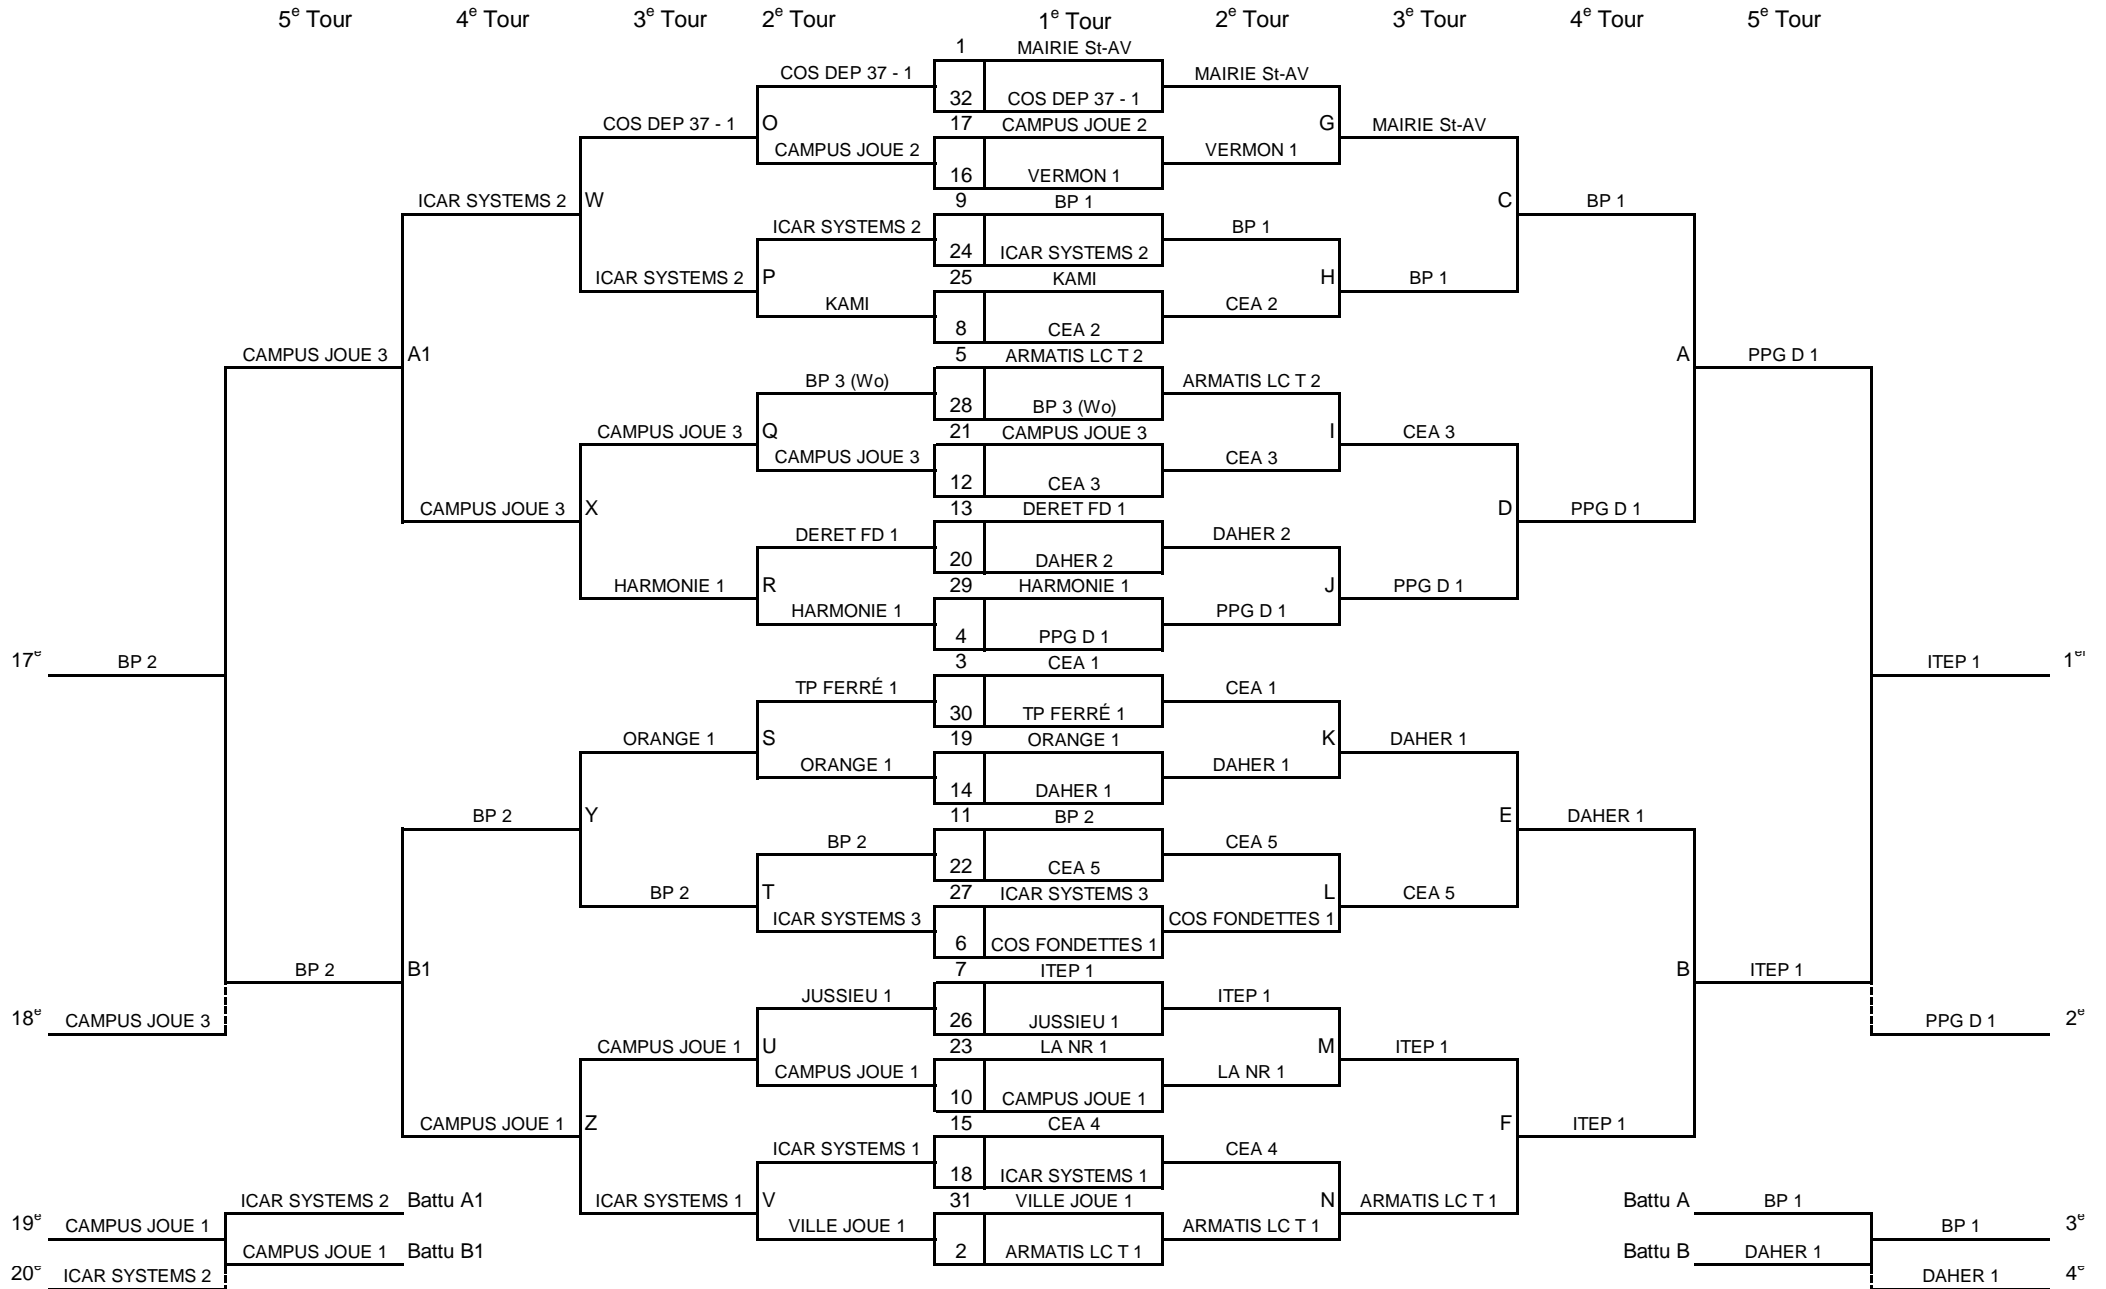 5e Tour 4e Tour 3e Tour 2e Tour 1e Tour 2e Tour 3e Tour 4e Tour 5e Tour
1 MAIRIE St-AV
COS DEP 37 - 1 MAIRIE St-AV
32 COS DEP 37 - 1
COS DEP 37 - 1 O 17 CAMPUS JOUE 2 G MAIRIE St-AV
CAMPUS JOUE 2 VERMON 1
16 VERMON 1
ICAR SYSTEMS 2 W 9 BP 1 C BP 1
ICAR SYSTEMS 2 BP 1
24 ICAR SYSTEMS 2
ICAR SYSTEMS 2 P 25 KAMI H BP 1
KAMI CEA 2
8 CEA 2
CAMPUS JOUE 3 A1 5 ARMATIS LC T 2 A PPG D 1
BP 3 (Wo) ARMATIS LC T 2
28 BP 3 (Wo)
CAMPUS JOUE 3 Q 21 CAMPUS JOUE 3 I CEA 3
CAMPUS JOUE 3 CEA 3
12 CEA 3
CAMPUS JOUE 3 X 13 DERET FD 1 D PPG D 1
DERET FD 1 DAHER 2
20 DAHER 2
HARMONIE 1 R 29 HARMONIE 1 J PPG D 1
HARMONIE 1 PPG D 1
4 PPG D 1
17e BP 2 3 CEA 1 ITEP 1 1er
TP FERRÉ 1 CEA 1
30 TP FERRÉ 1
ORANGE 1 S 19 ORANGE 1 K DAHER 1
ORANGE 1 DAHER 1
14 DAHER 1
BP 2 Y 11 BP 2 E DAHER 1
BP 2 CEA 5
22 CEA 5
BP 2 T 27 ICAR SYSTEMS 3 L CEA 5
ICAR SYSTEMS 3 COS FONDETTES 1
6 COS FONDETTES 1
BP 2 B1 7 ITEP 1 B ITEP 1
JUSSIEU 1 ITEP 1
18e CAMPUS JOUE 3 26 JUSSIEU 1 PPG D 1 2e
CAMPUS JOUE 1 U 23 LA NR 1 M ITEP 1
CAMPUS JOUE 1 LA NR 1
10 CAMPUS JOUE 1
CAMPUS JOUE 1 Z 15 CEA 4 F ITEP 1
ICAR SYSTEMS 1 CEA 4
18 ICAR SYSTEMS 1
ICAR SYSTEMS 2 Battu A1 ICAR SYSTEMS 1 V 31 VILLE JOUE 1 N ARMATIS LC T 1 Battu A BP 1
19e CAMPUS JOUE 1 VILLE JOUE 1 ARMATIS LC T 1 BP 1 3e
CAMPUS JOUE 1 Battu B1 2 ARMATIS LC T 1 Battu B DAHER 1
20e ICAR SYSTEMS 2 DAHER 1 4e